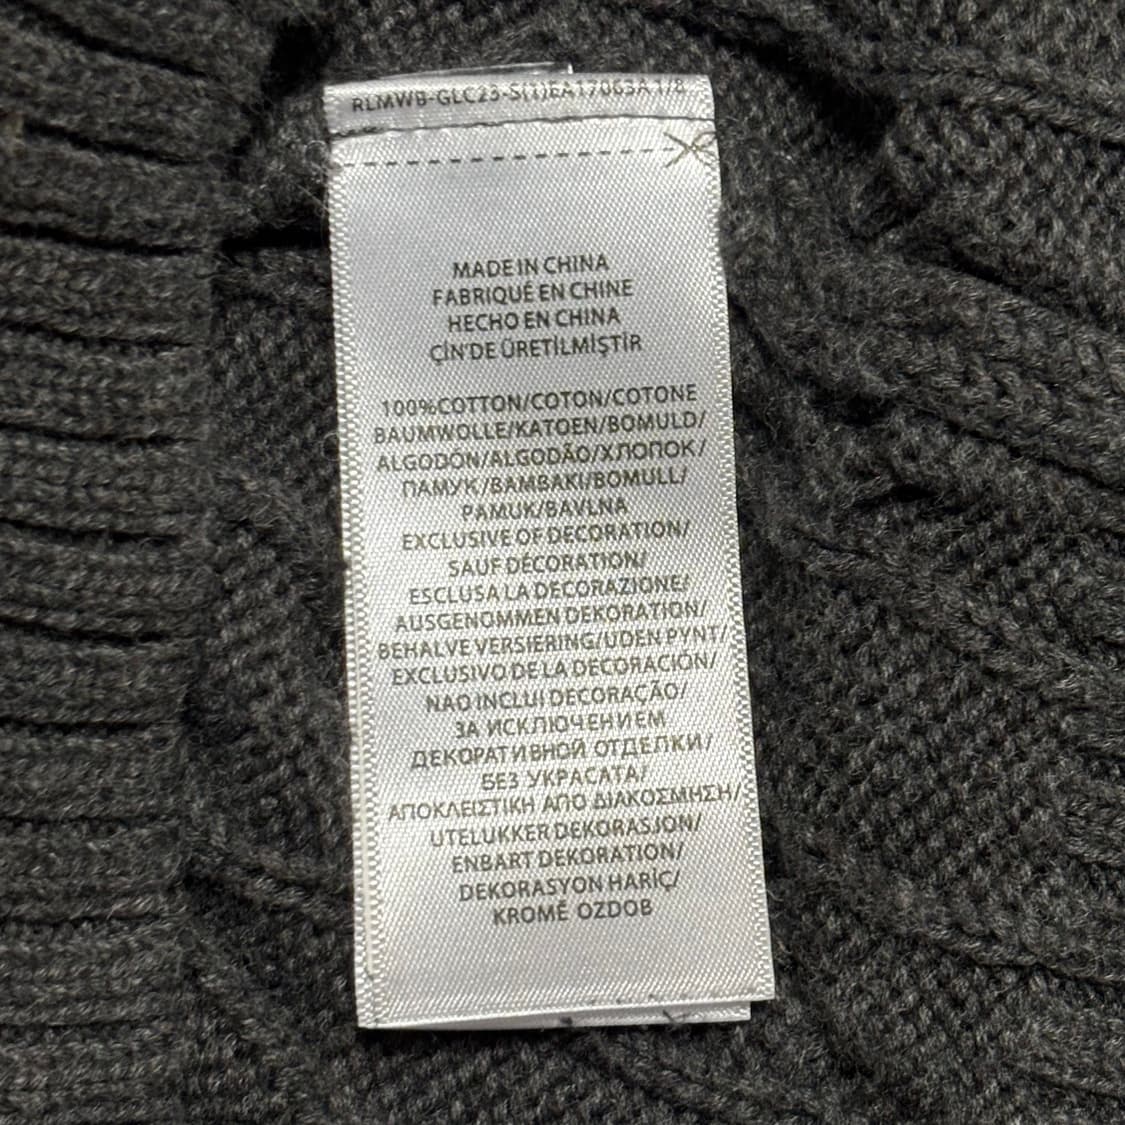 RLMWB-GLC23-S(1)EA17063A 1/8
MADE IN CHINA
FABRIQUÉ EN CHINE
HECHO EN CHINA
ÇİN'DE ÜRETİLMİŞTİR
100%COTTON/COTON/COTONE
BAUMWOLLE/KATOEN/BOMULD/
ALGODÓN/ALGODÃO/ХЛОПОК/
ПАМУК/BAMBAKI/BOMULL/
PAMUK/BAVLNA
EXCLUSIVE OF DECORATION/
SAUF DÉCORATION/
ESCLUSA LA DECORAZIONE/
AUSGENOMMEN DEKORATION/
BEHALVE VERSIERING/UDEN PYNT/
EXCLUSIVO DE LA DECORACIÓN/
NAO INCLUI DECORAÇÃO/
ЗА ИСКЛЮЧЕНИЕМ
ДЕКОРАТИВНОЙ ОТДЕЛКИ/
БЕЗ УКРАСАТА/
ΑΠΟΚΛΕΙΣΤΙΚΗ ΑΠΟ ΔΙΑΚΟΣΜΗΣΗ/
UTELUKKER DEKORASJON/
ENBART DEKORATION/
DEKORASYON HARİÇ/
KROMĚ OZDOB